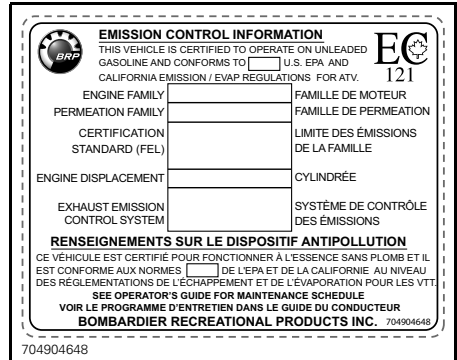 EMISSION CONTROL INFORMATION
BRP
THIS VEHICLE IS CERTIFIED TO OPERATE ON UNLEADED
GASOLINE AND CONFORMS TO U.S. EPA AND
CALIFORNIA EMISSION / EVAP REGULATIONS FOR ATV.
EC
121
ENGINE FAMILY FAMILLE DE MOTEUR
PERMEATION FAMILY FAMILLE DE PERMEATION
CERTIFICATION LIMITE DES ÉMISSIONS
STANDARD (FEL) DE LA FAMILLE
ENGINE DISPLACEMENT CYLINDRÉE
EXHAUST EMISSION SYSTÈME DE CONTRÔLE
CONTROL SYSTEM DES ÉMISSIONS
RENSEIGNEMENTS SUR LE DISPOSITIF ANTIPOLLUTION
CE VÉHICULE EST CERTIFIÉ POUR FONCTIONNER À L'ESSENCE SANS PLOMB ET IL
EST CONFORME AUX NORMES DE L'EPA ET DE LA CALIFORNIE AU NIVEAU
DES RÉGLEMENTATIONS DE L'ÉCHAPPEMENT ET DE L'ÉVAPORATION POUR LES VTT.
SEE OPERATOR'S GUIDE FOR MAINTENANCE SCHEDULE
VOIR LE PROGRAMME D'ENTRETIEN DANS LE GUIDE DU CONDUCTEUR
BOMBARDIER RECREATIONAL PRODUCTS INC. 704904648
704904648